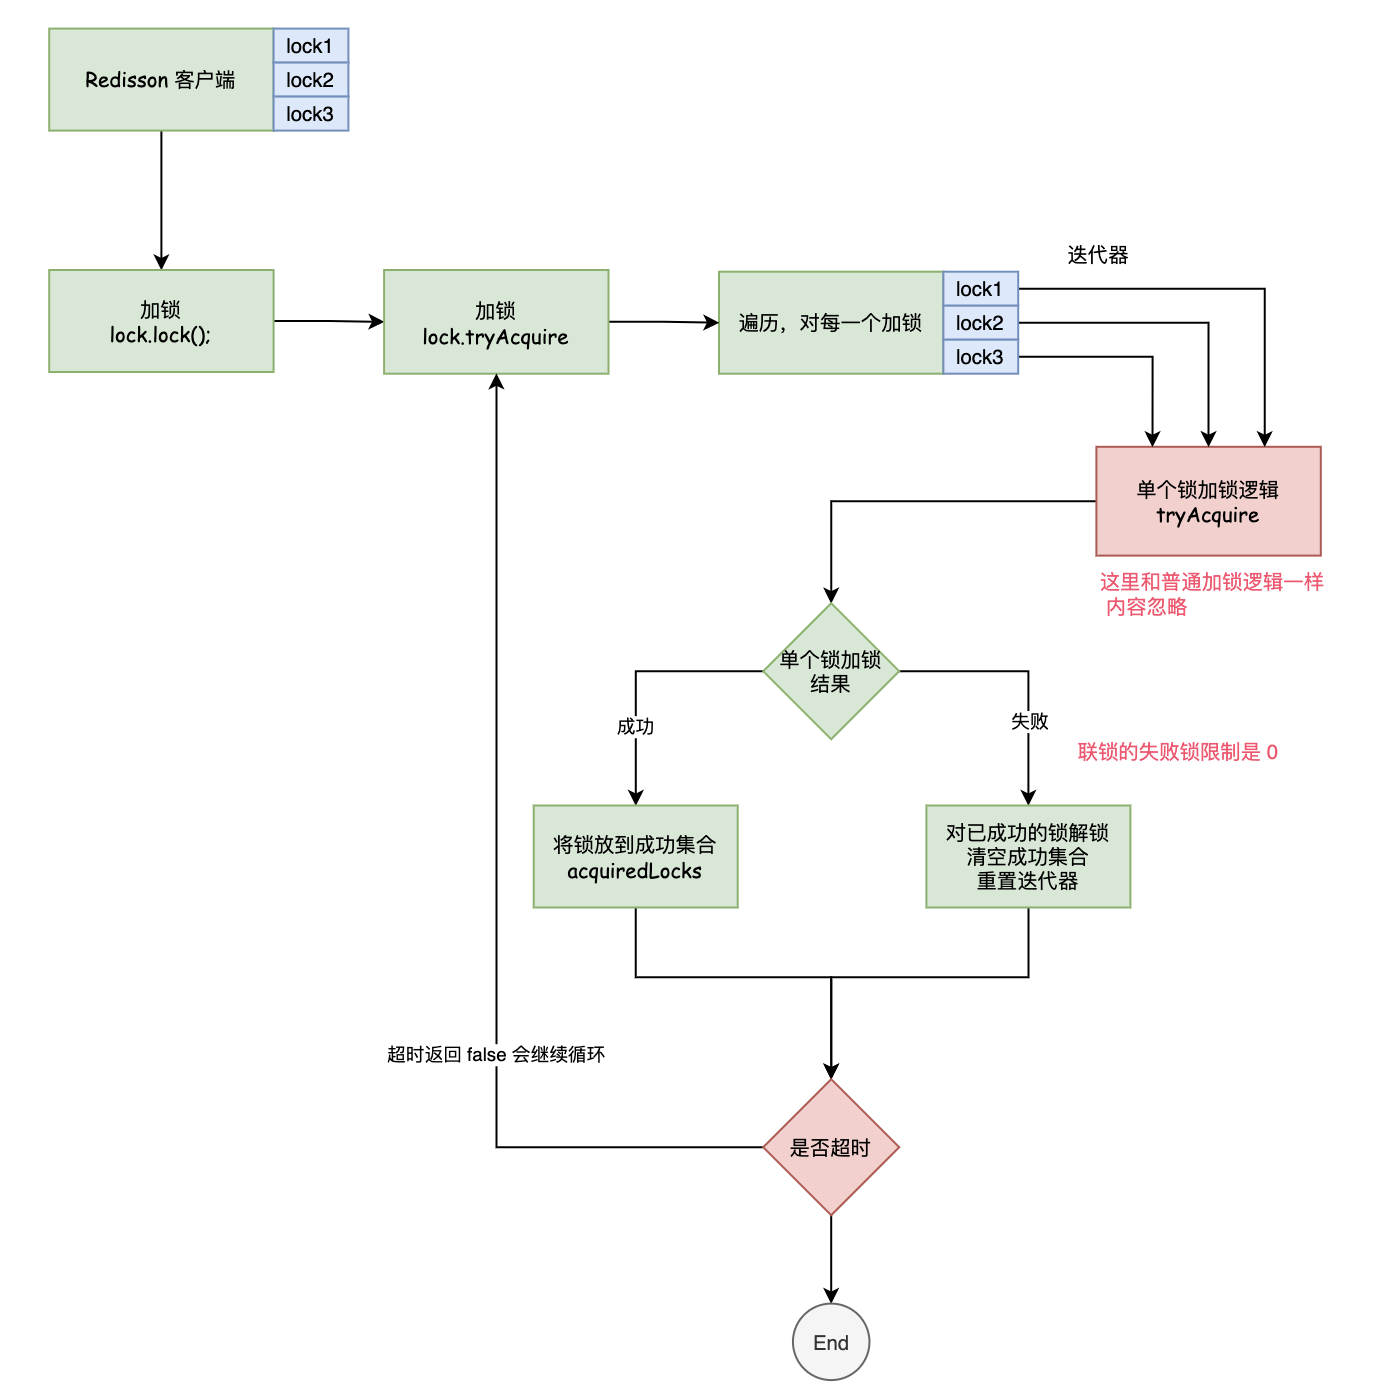 Redisson 客户端
lock1
lock2
lock3
加锁
lock.lock();
加锁
lock.tryAcquire
遍历，对每一个加锁
lock1
lock2
lock3
迭代器
单个锁加锁逻辑
tryAcquire
这里和普通加锁逻辑一样
内容忽略
单个锁加锁
结果
成功
失败
联锁的失败锁限制是 0
将锁放到成功集合
acquiredLocks
对已成功的锁解锁
清空成功集合
重置迭代器
超时返回 false 会继续循环
是否超时
End